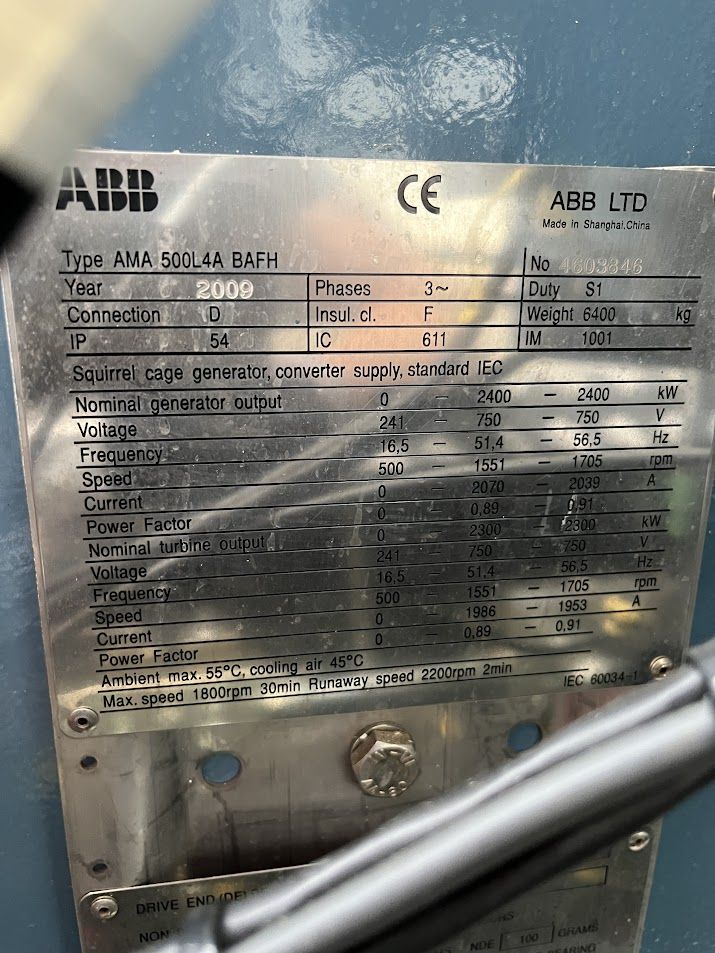 ABB
CE
ABB LTD
Made in Shanghai.China
Type AMA 500L4A BAFH No 4603846
Year 2009 Phases 3~ Duty S1
Connection D Insul. cl. F Weight 6400 kg
IP 54 IC 611 IM 1001
Squirrel cage generator, converter supply, standard IEC
Nominal generator output 0 – 2400 – 2400 kW
Voltage 241 – 750 – 750 V
Frequency 16,5 – 51,4 – 56,5 Hz
Speed 500 – 1551 – 1705 rpm
Current 0 – 2070 – 2039 A
Power Factor 0 – 0,89 – 0,91
Nominal turbine output 0 – 2300 – 2300 kW
Voltage 241 – 750 – 750 V
Frequency 16,5 – 51,4 – 56,5 Hz
Speed 500 – 1551 – 1705 rpm
Current 0 – 1986 – 1953 A
Power Factor 0 – 0,89 – 0,91
Ambient max. 55°C, cooling air 45°C
Max. speed 1800rpm 30min Runaway speed 2200rpm 2min IEC 60034-1
DRIVE END (DE)
NON
NDE 100 GRAMS
BEARING